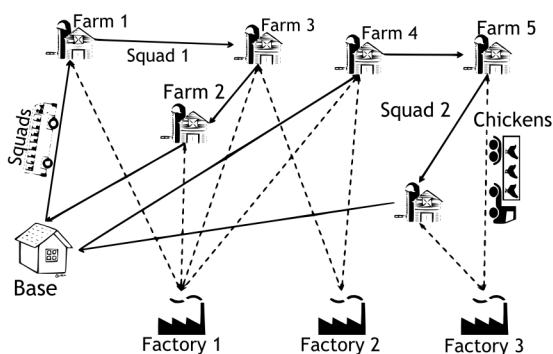 Farm 1
Farm 3
Farm 4
Farm 5
Squad 1
Farm 2
Squad 2
Chickens
Squads
Base
Factory 1
Factory 2
Factory 3